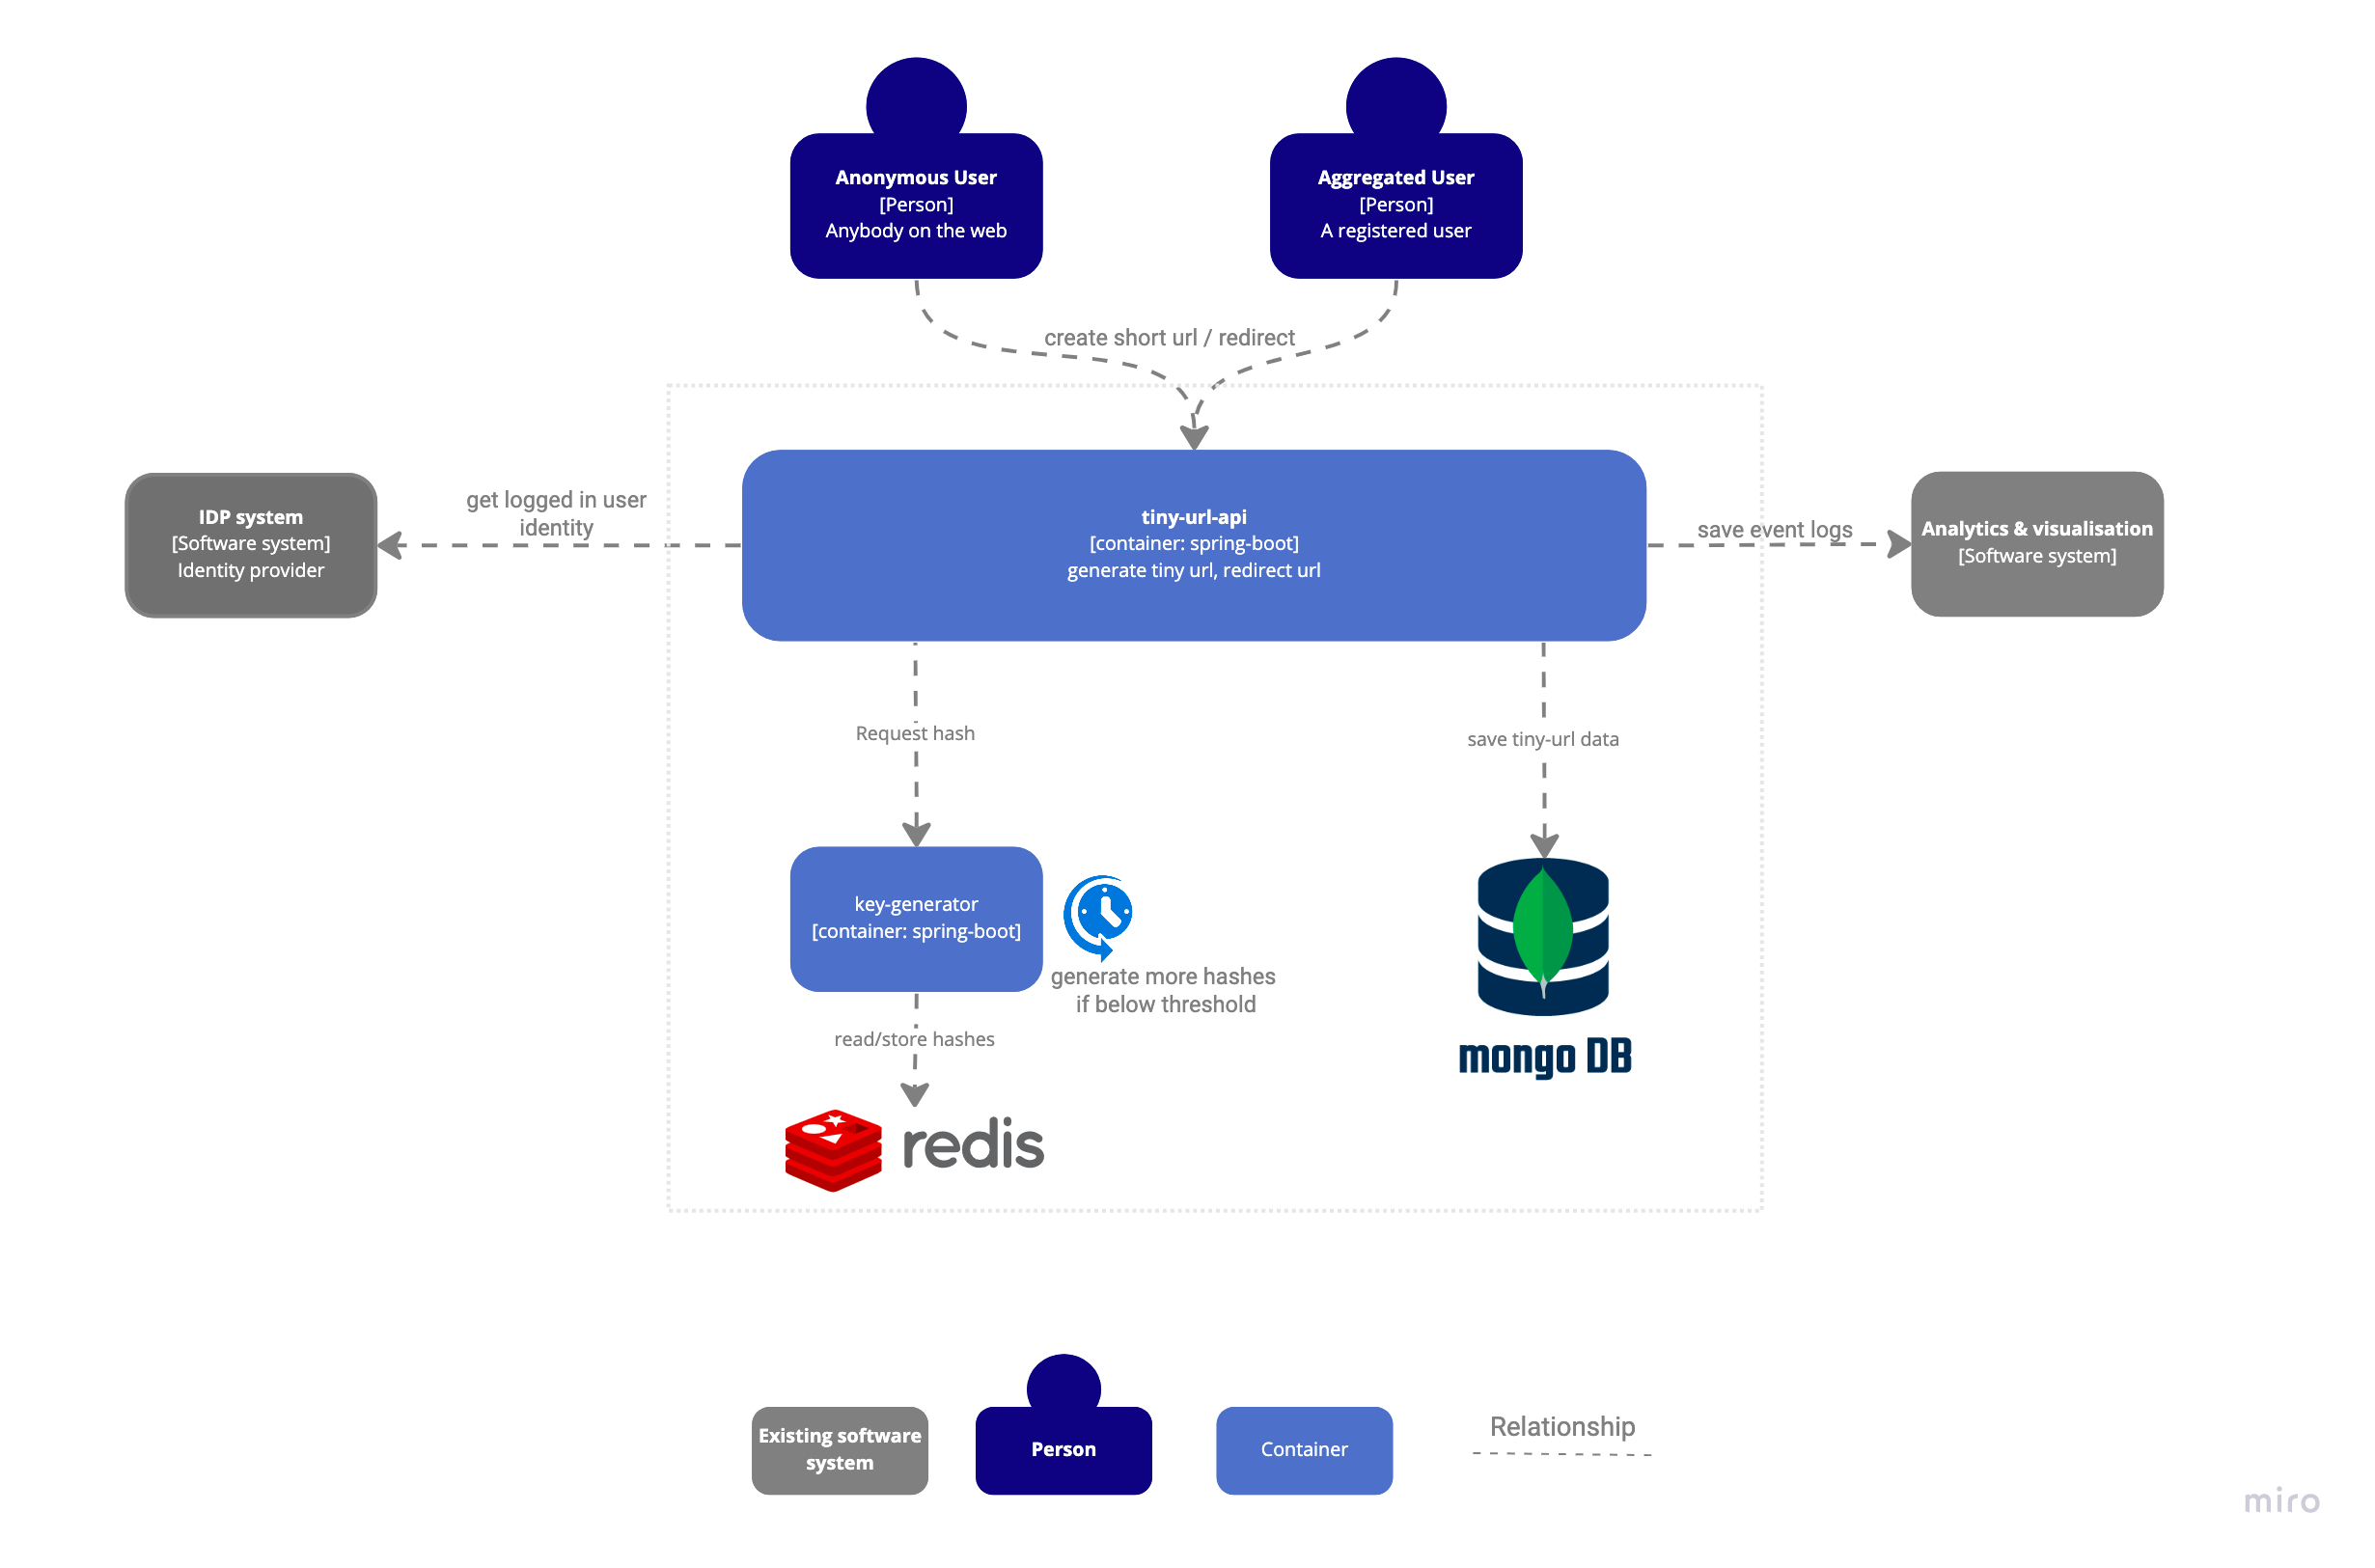 Anonymous User
[Person]
Anybody on the web
Aggregated User
[Person]
A registered user
create short url / redirect
IDP system
[Software system]
Identity provider
get logged in user
identity
tiny-url-api
[container: spring-boot]
generate tiny url, redirect url
save event logs
Analytics & visualisation
[Software system]
Request hash
save tiny-url data
key-generator
[container: spring-boot]
generate more hashes
if below threshold
read/store hashes
mongo DB
redis
Existing software
system
Person
Container
Relationship
miro